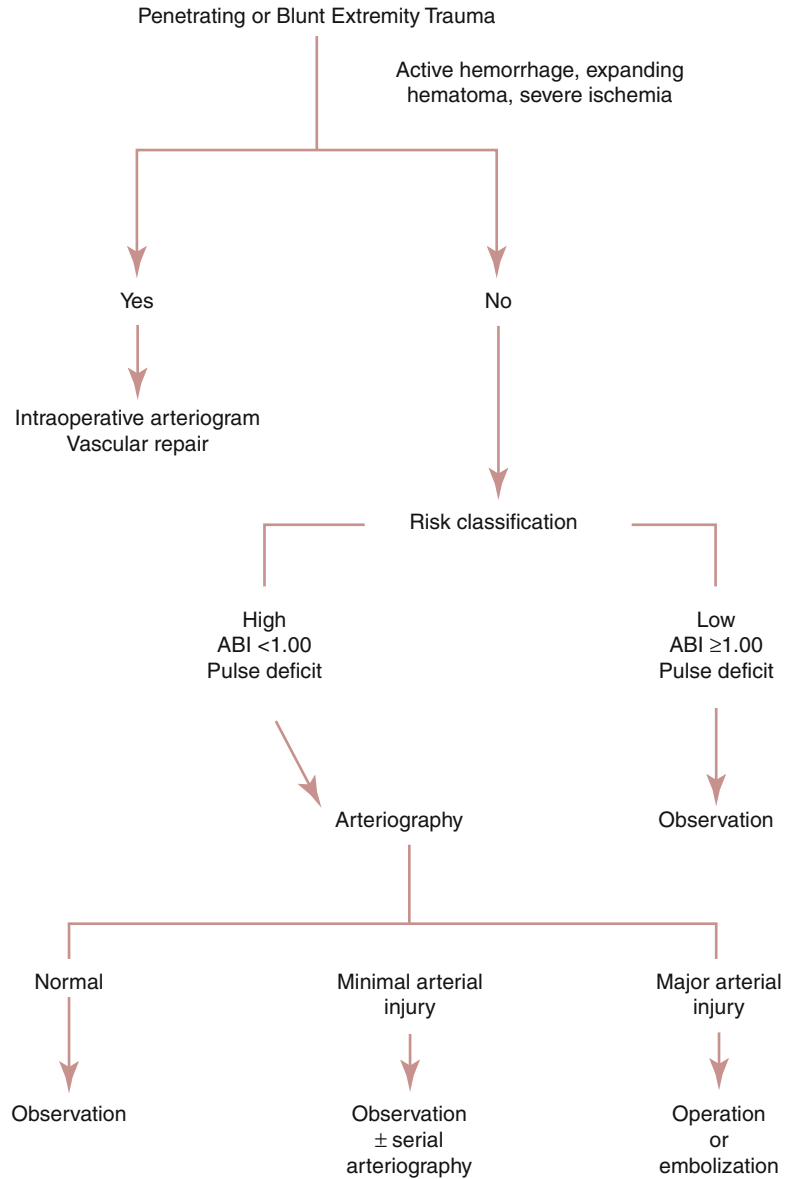 Penetrating or Blunt Extremity Trauma
Active hemorrhage, expanding
hematoma, severe ischemia
Yes
No
Intraoperative arteriogram
Vascular repair
Risk classification
High
ABI <1.00
Pulse deficit
Low
ABI ≥1.00
Pulse deficit
Arteriography
Observation
Normal
Minimal arterial
injury
Major arterial
injury
Observation
Observation
± serial
arteriography
Operation
or
embolization